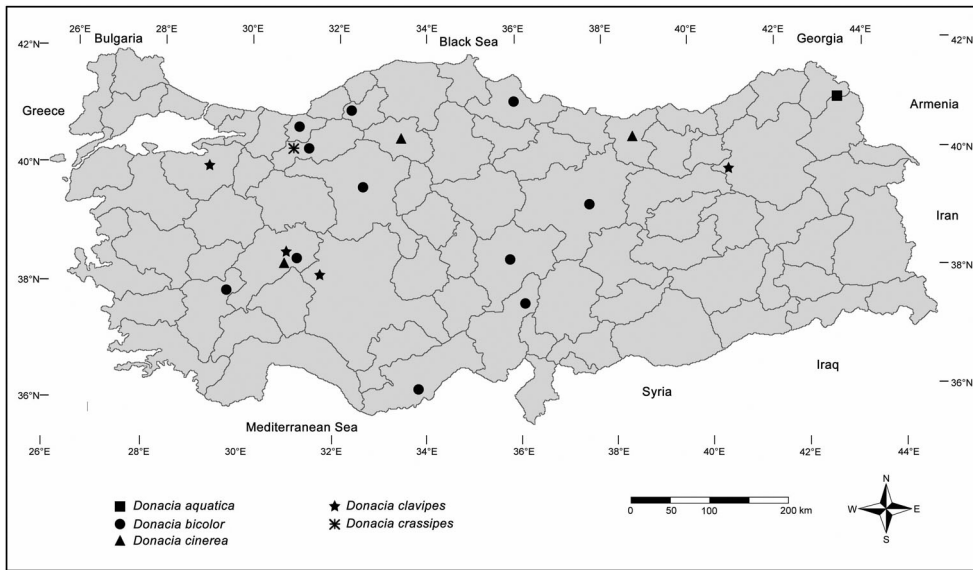 26°E 28°E 30°E 32°E 34°E 36°E 38°E 40°E 42°E 44°E
Bulgaria Black Sea Georgia
42°N 42°N
Greece Armenia
40°N 40°N
Iran
38°N 38°N
Iraq
36°N Syria 36°N
Mediterranean Sea
26°E 28°E 30°E 32°E 34°E 36°E 38°E 40°E 42°E 44°E
Donacia aquatica Donacia clavipes
Donacia bicolor Donacia crassipes
Donacia cinerea
0 50 100 200 km
N
W E
S